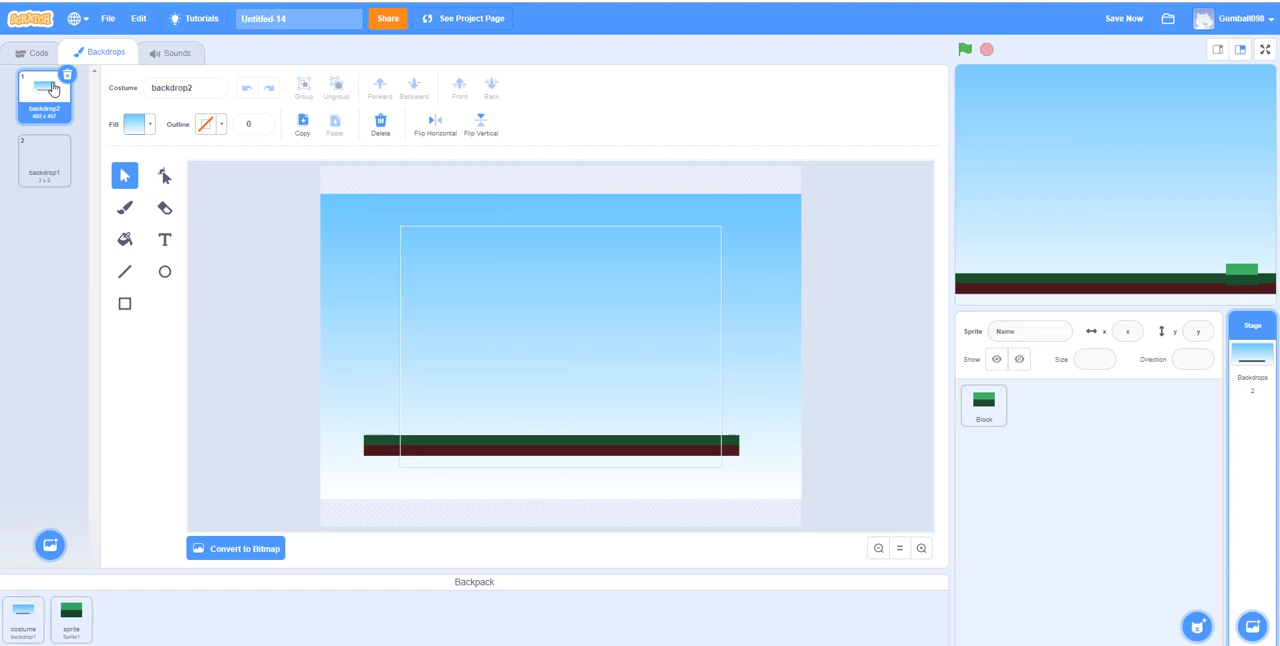 SCRATCH File Edit Tutorials Untitled-14 Share See Project Page Save Now Gumball098
Code Backdrops Sounds
1
backdrop2
2
backdrop1
2 x 2
Costume backdrop2 Group Ungroup Forward Backward Front Back
Fill Outline 0 Copy Paste Delete Flip Horizontal Flip Vertical
Convert to Bitmap
Backpack
costume
backdrop1
sprite
Sprite1
Sprite Name x x y y
Show Size Direction
Block
Stage
Backdrops
2